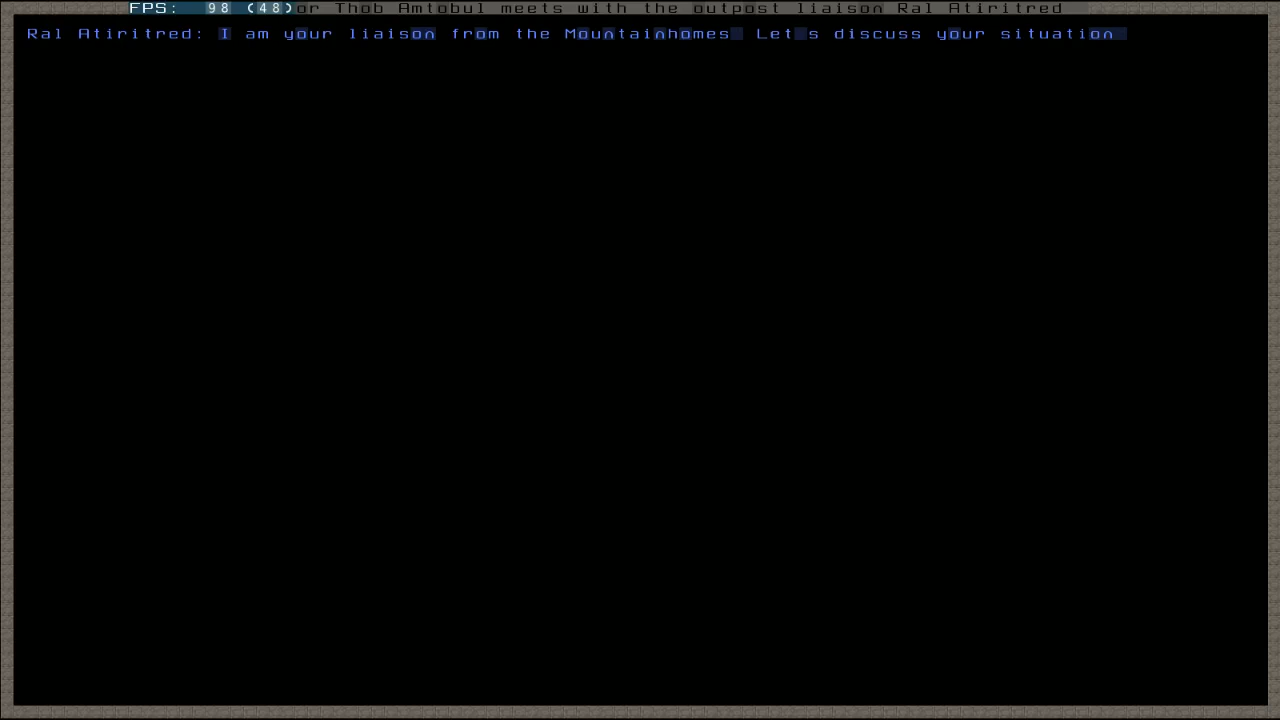 FPS: 98 (48)or Thob Amtobul meets with the outpost liaison Ral Atiritred
Ral Atiritred: I am your liaison from the Mountainhomes  Let s discuss your situation